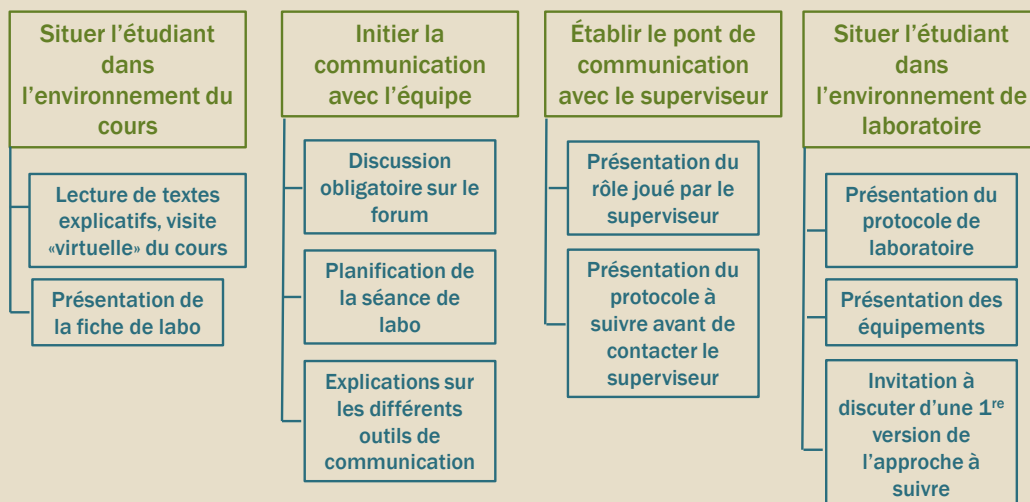 Situer l’étudiant
dans
l’environnement du
cours
Lecture de textes
explicatifs, visite
«virtuelle» du cours
Présentation de
la fiche de labo
Initier la
communication
avec l’équipe
Discussion
obligatoire sur le
forum
Planification de
la séance de
labo
Explications sur
les différents
outils de
communication
Établir le pont de
communication
avec le superviseur
Présentation du
rôle joué par le
superviseur
Présentation du
protocole à
suivre avant de
contacter le
superviseur
Situer l’étudiant
dans
l’environnement de
laboratoire
Présentation du
protocole de
laboratoire
Présentation des
équipements
Invitation à
discuter d’une 1re
version de
l’approche à
suivre